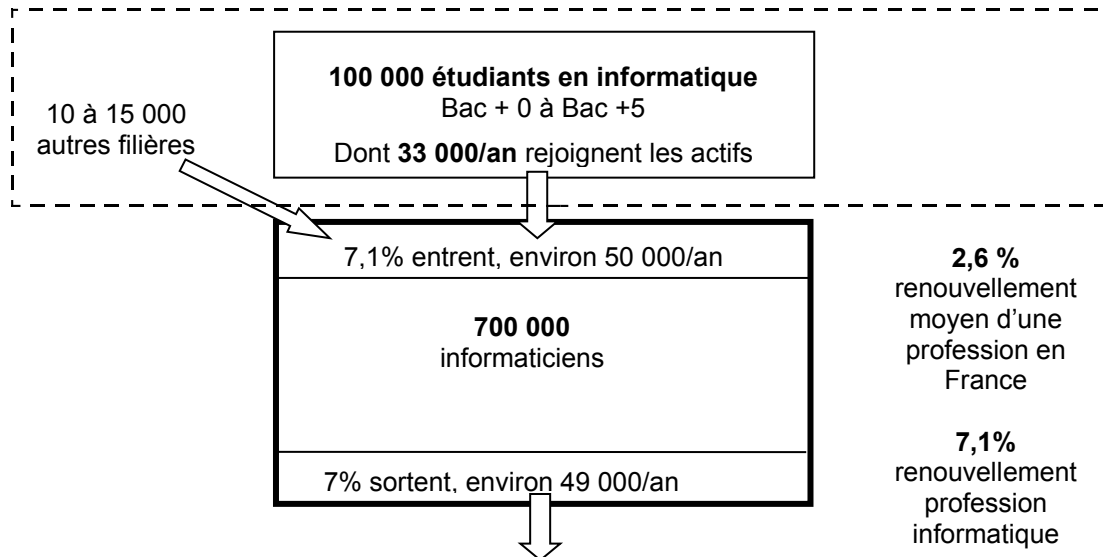 100 000 étudiants en informatique
Bac + 0 à Bac +5
Dont 33 000/an rejoignent les actifs
10 à 15 000
autres filières
7,1% entrent, environ 50 000/an
700 000
informaticiens
7% sortent, environ 49 000/an
2,6 %
renouvellement
moyen d’une
profession en
France
7,1%
renouvellement
profession
informatique